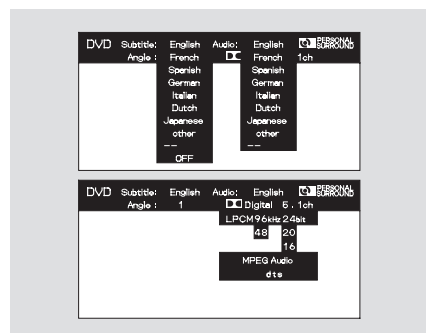 DVD Subtitle: English Audio: English PERSONAL SURROUND
Angle : French French 1ch
Spanish Spanish
German German
Italian Italian
Dutch Dutch
Japanese Japanese
other other
-- --
OFF
DVD Subtitle: English Audio: English PERSONAL SURROUND
Angle : 1 Digital 5 . 1ch
LPCM96kHz 24bit
48 20
16
MPEG Audio
dts